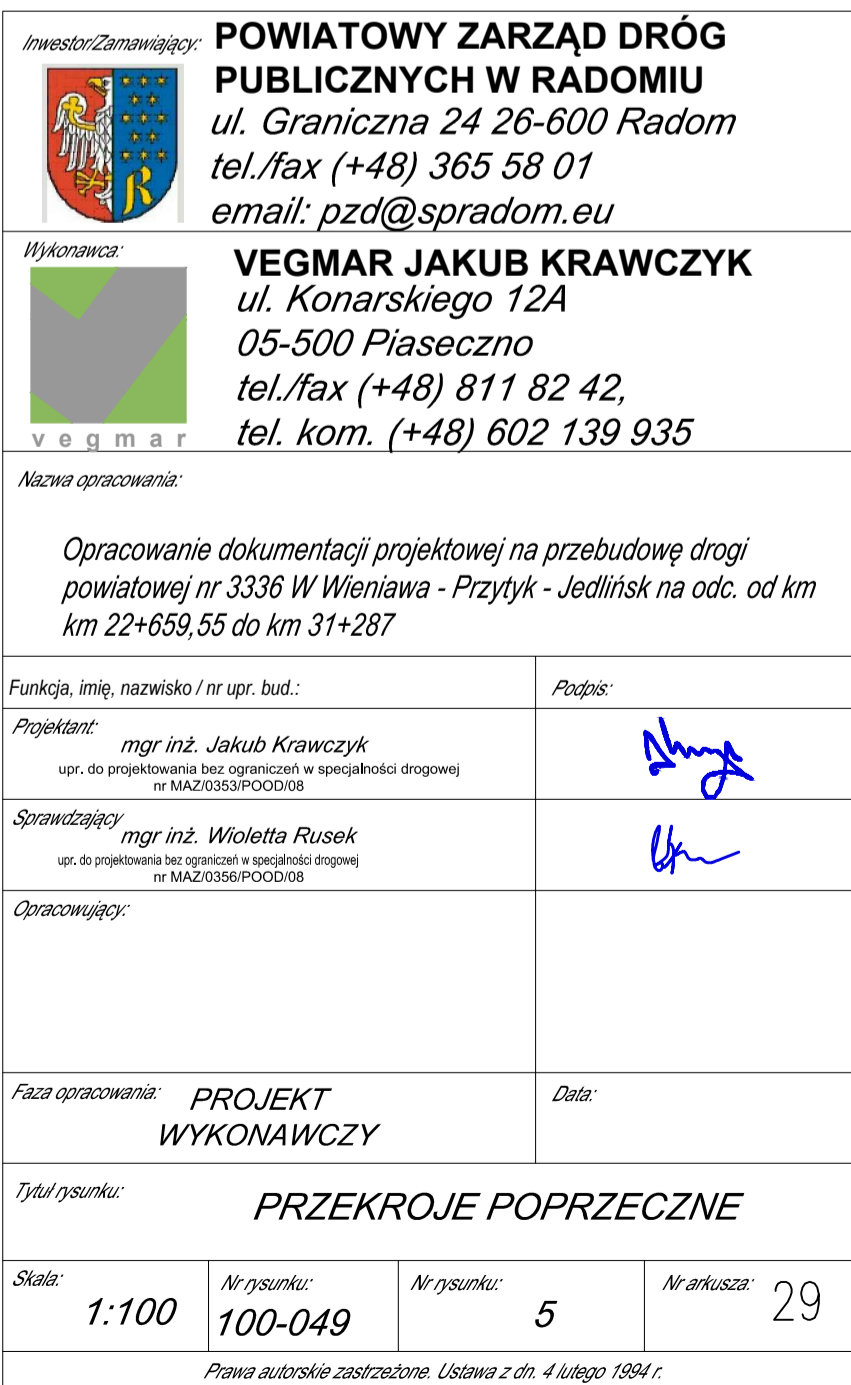 Inwestor/Zamawiający: POWIATOWY ZARZĄD DRÓG
PUBLICZNYCH W RADOMIU
ul. Graniczna 24 26-600 Radom
tel./fax (+48) 365 58 01
email: pzd@spradom.eu
R
Wykonawca:
VEGMAR JAKUB KRAWCZYK
ul. Konarskiego 12A
05-500 Piaseczno
tel./fax (+48) 811 82 42,
tel. kom. (+48) 602 139 935
vegmar
Nazwa opracowania:
Opracowanie dokumentacji projektowej na przebudowę drogi
powiatowej nr 3336 W Wieniawa - Przytyk - Jedlińsk na odc. od km
km 22+659,55 do km 31+287
Funkcja, imię, nazwisko / nr upr. bud.: Podpis:
Projektant:
mgr inż. Jakub Krawczyk
upr. do projektowania bez ograniczeń w specjalności drogowej
nr MAZ/0353/POOD/08
Sprawdzający
mgr inż. Wioletta Rusek
upr. do projektowania bez ograniczeń w specjalności drogowej
nr MAZ/0356/POOD/08
Opracowujący:
Faza opracowania: PROJEKT
WYKONAWCZY
Data:
Tytuł rysunku:
PRZEKROJE POPRZECZNE
Skala: Nr rysunku: Nr rysunku: Nr arkusza: 29
1:100 100-049 5
Prawa autorskie zastrzeżone. Ustawa z dn. 4 lutego 1994 r.